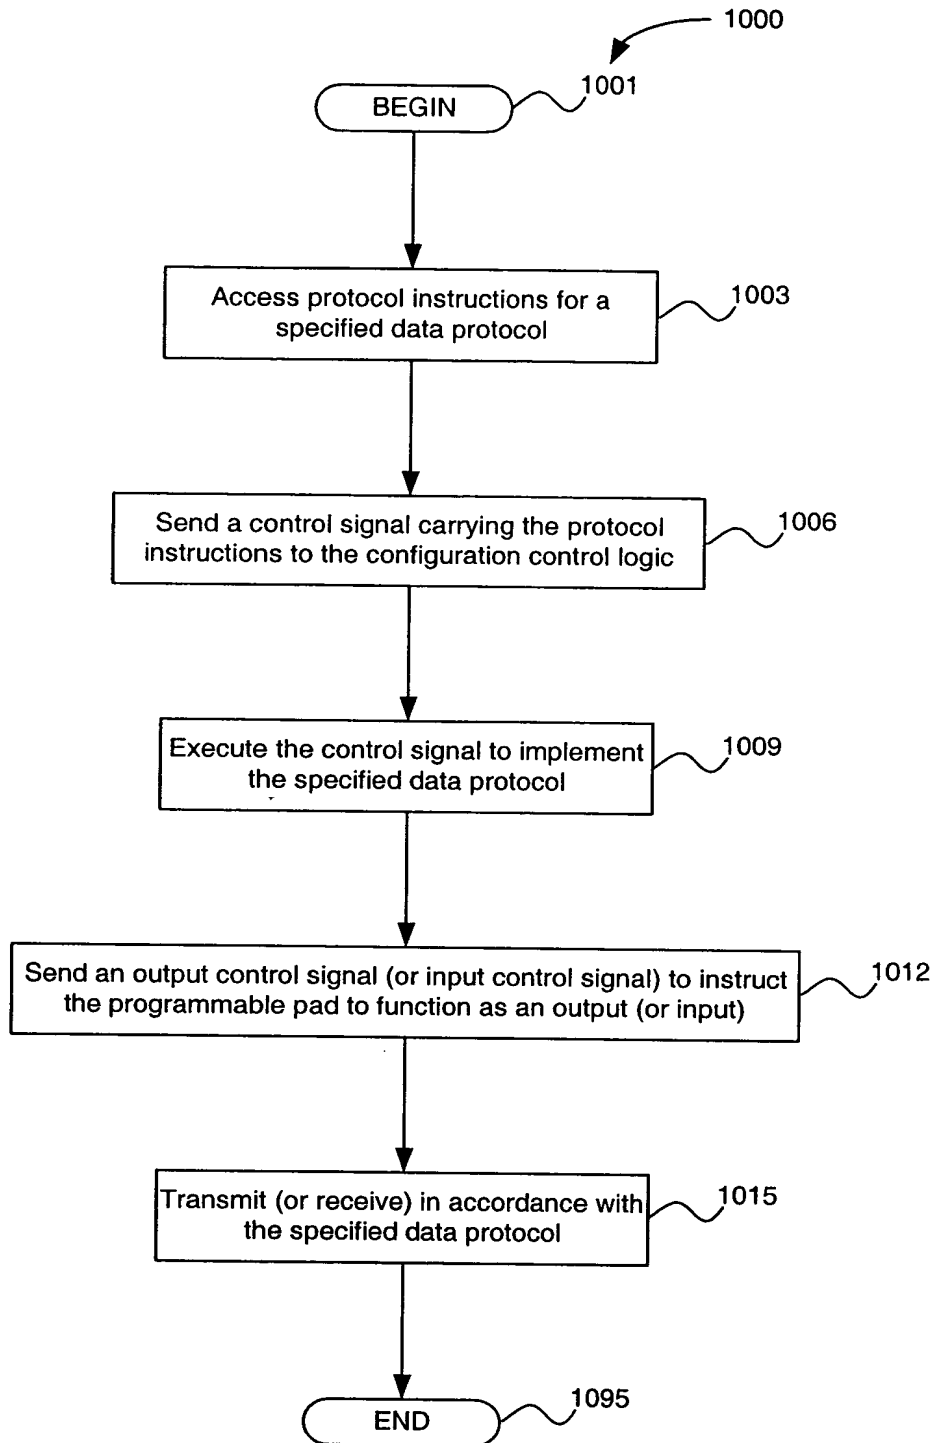 1000
BEGIN
1001
Access protocol instructions for a
specified data protocol
1003
Send a control signal carrying the protocol
instructions to the configuration control logic
1006
Execute the control signal to implement
the specified data protocol
1009
Send an output control signal (or input control signal) to instruct
the programmable pad to function as an output (or input)
1012
Transmit (or receive) in accordance with
the specified data protocol
1015
END
1095